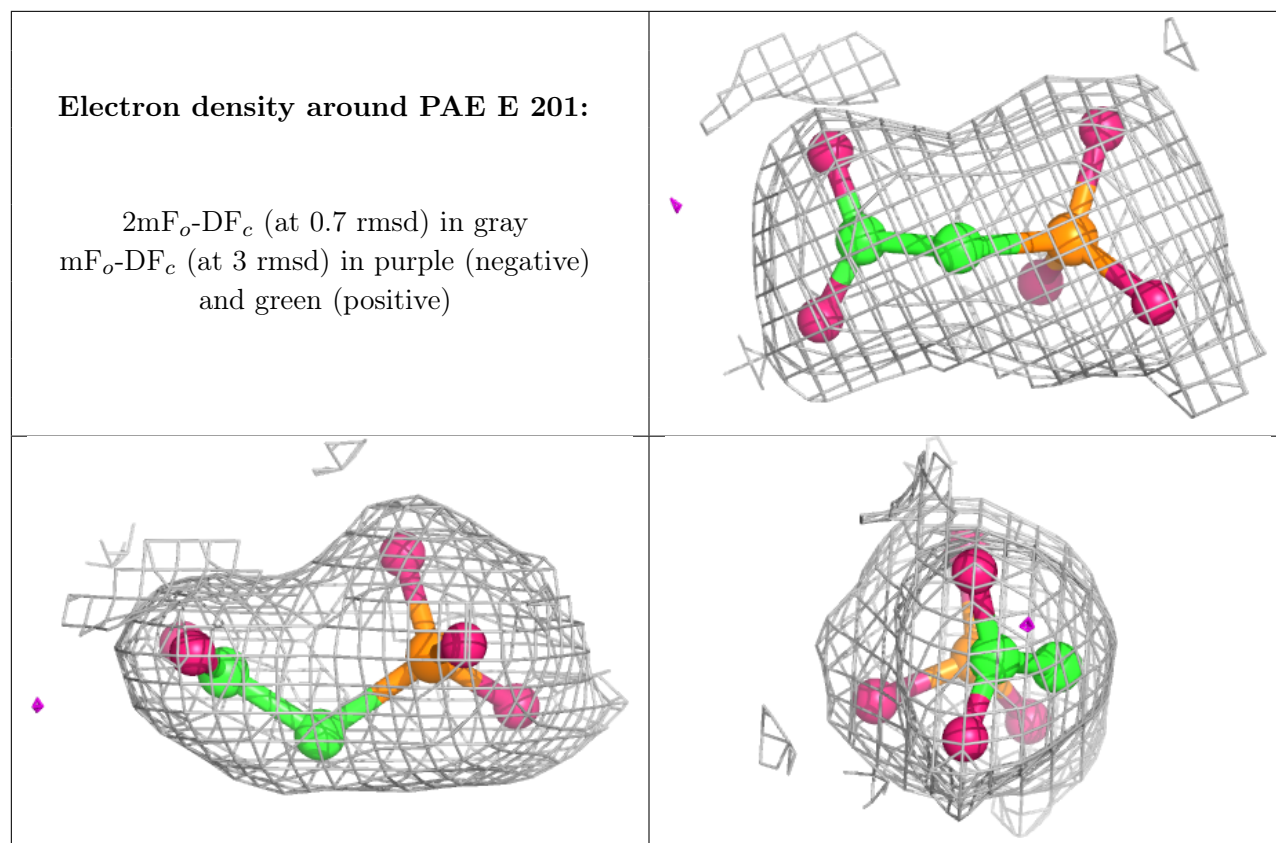 Electron density around PAE E 201:
2mFo-DFc (at 0.7 rmsd) in gray
mFo-DFc (at 3 rmsd) in purple (negative)
and green (positive)